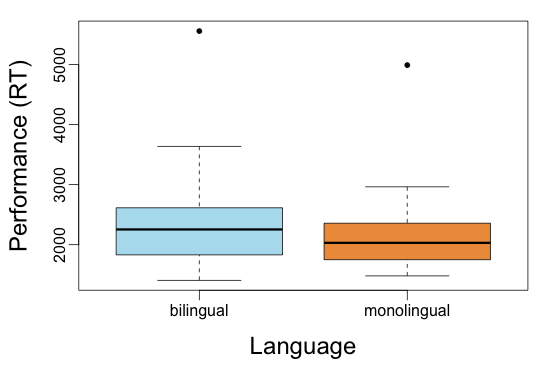 Performance (RT)
5000
4000
3000
2000
bilingual
monolingual
Language